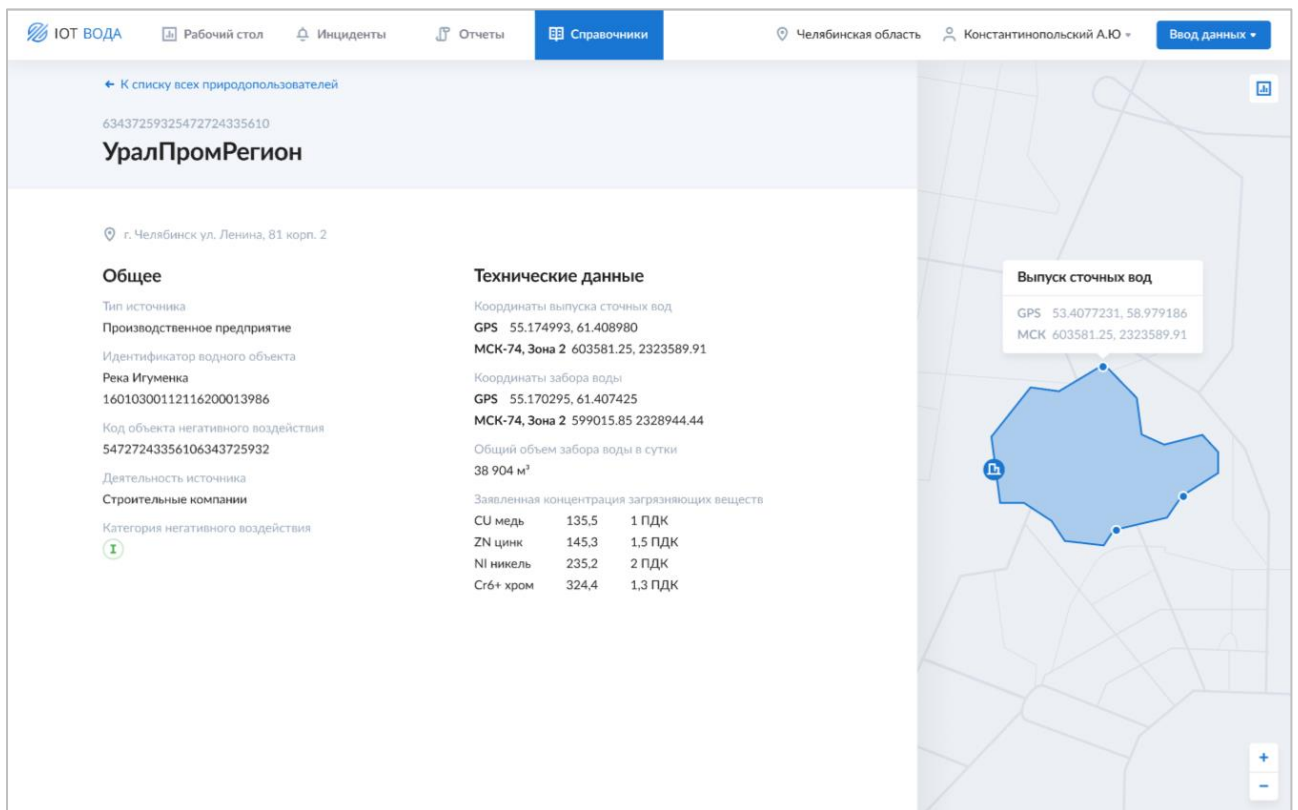 IOT ВОДА
Рабочий стол
Инциденты
Отчеты
Справочники
Челябинская область
Константинопольский А.Ю
Ввод данных
← К списку всех природопользователей
63437259325472724335610
УралПромРегион
г. Челябинск ул. Ленина, 81 корп. 2
Общее
Тип источника
Производственное предприятие
Идентификатор водного объекта
Река Игуменка
16010300112116200013986
Код объекта негативного воздействия
54727243356106343725932
Деятельность источника
Строительные компании
Категория негативного воздействия
I
Технические данные
Координаты выпуска сточных вод
GPS 55.174993, 61.408980
МСК-74, Зона 2 603581.25, 2323589.91
Координаты забора воды
GPS 55.170295, 61.407425
МСК-74, Зона 2 599015.85 2328944.44
Общий объем забора воды в сутки
38 904 м³
Заявленная концентрация загрязняющих веществ
CU медь 135,5 1 ПДК
ZN цинк 145,3 1,5 ПДК
NI никель 235,2 2 ПДК
Cr6+ хром 324,4 1,3 ПДК
Выпуск сточных вод
GPS 53.4077231, 58.979186
МСК 603581.25, 2323589.91
+
−